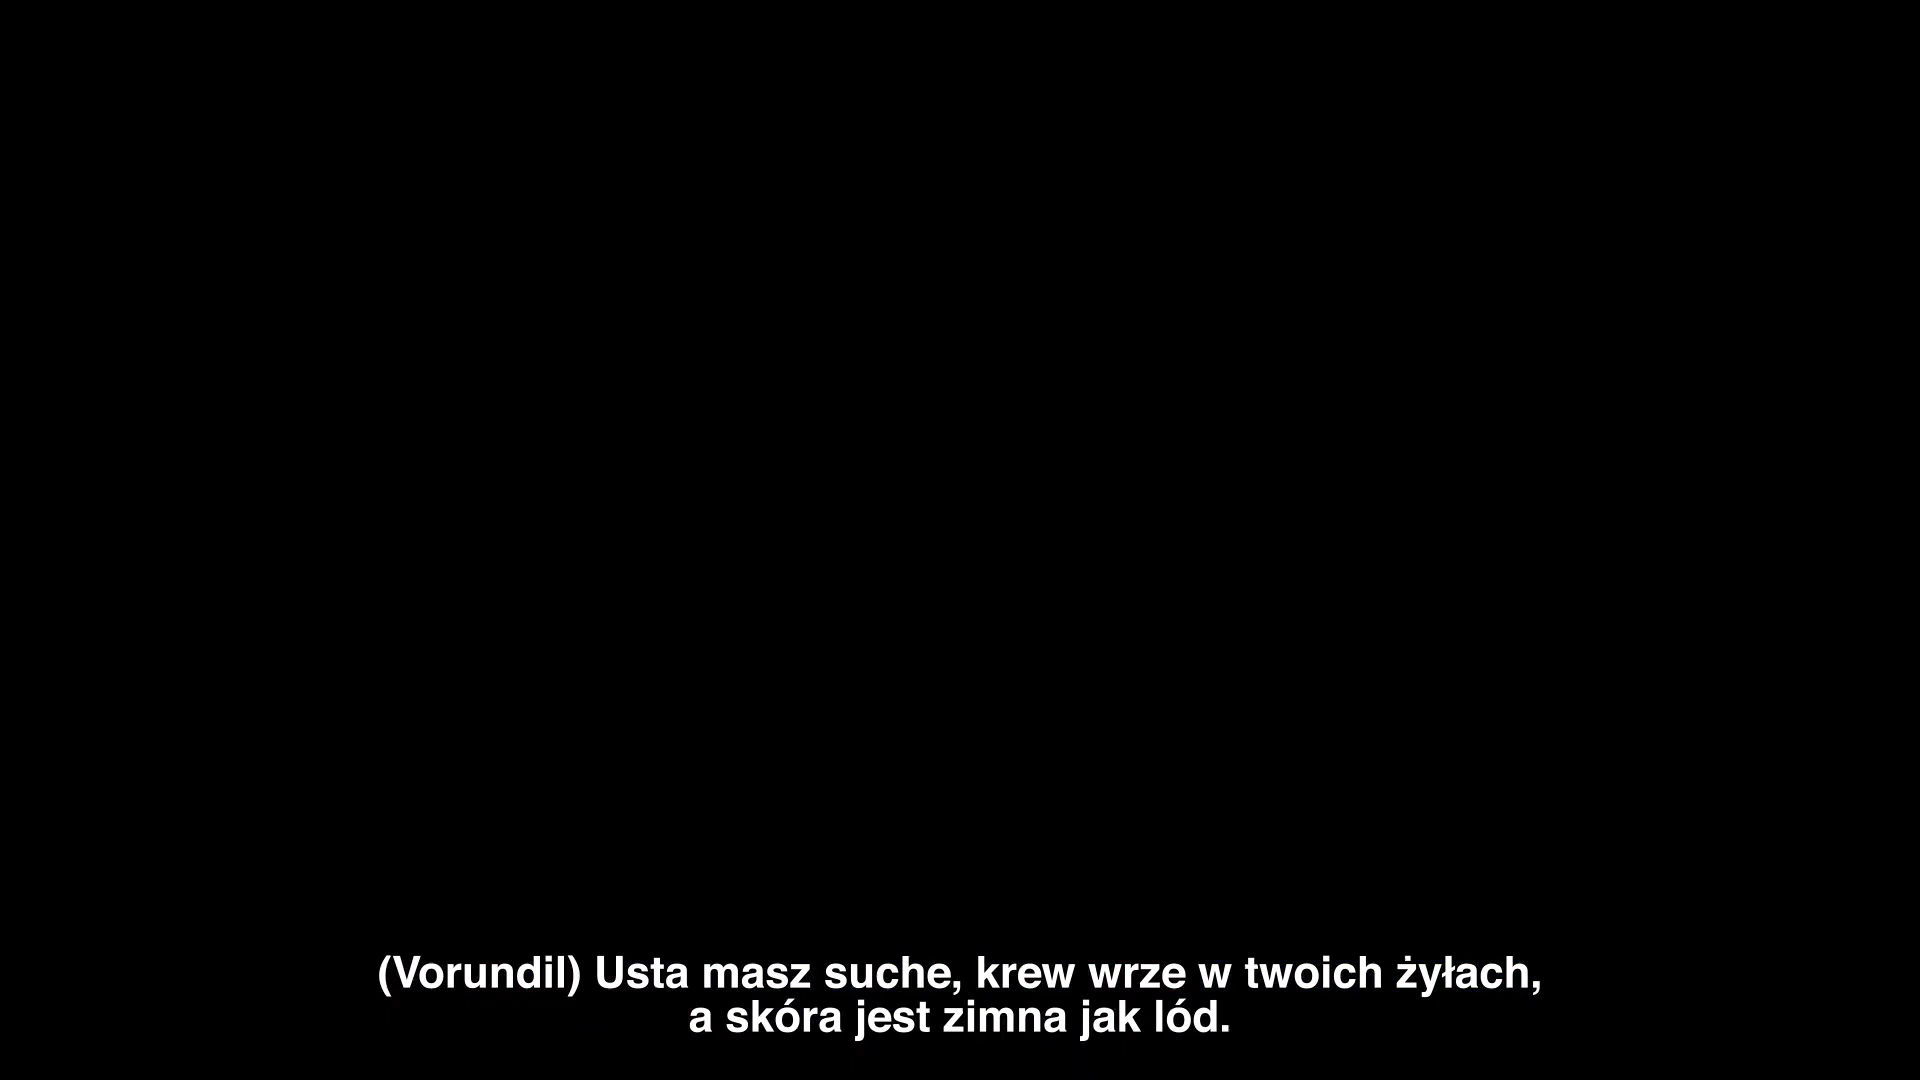 (Vorundil) Usta masz suche, krew wrze w twoich żyłach,
a skóra jest zimna jak lód.